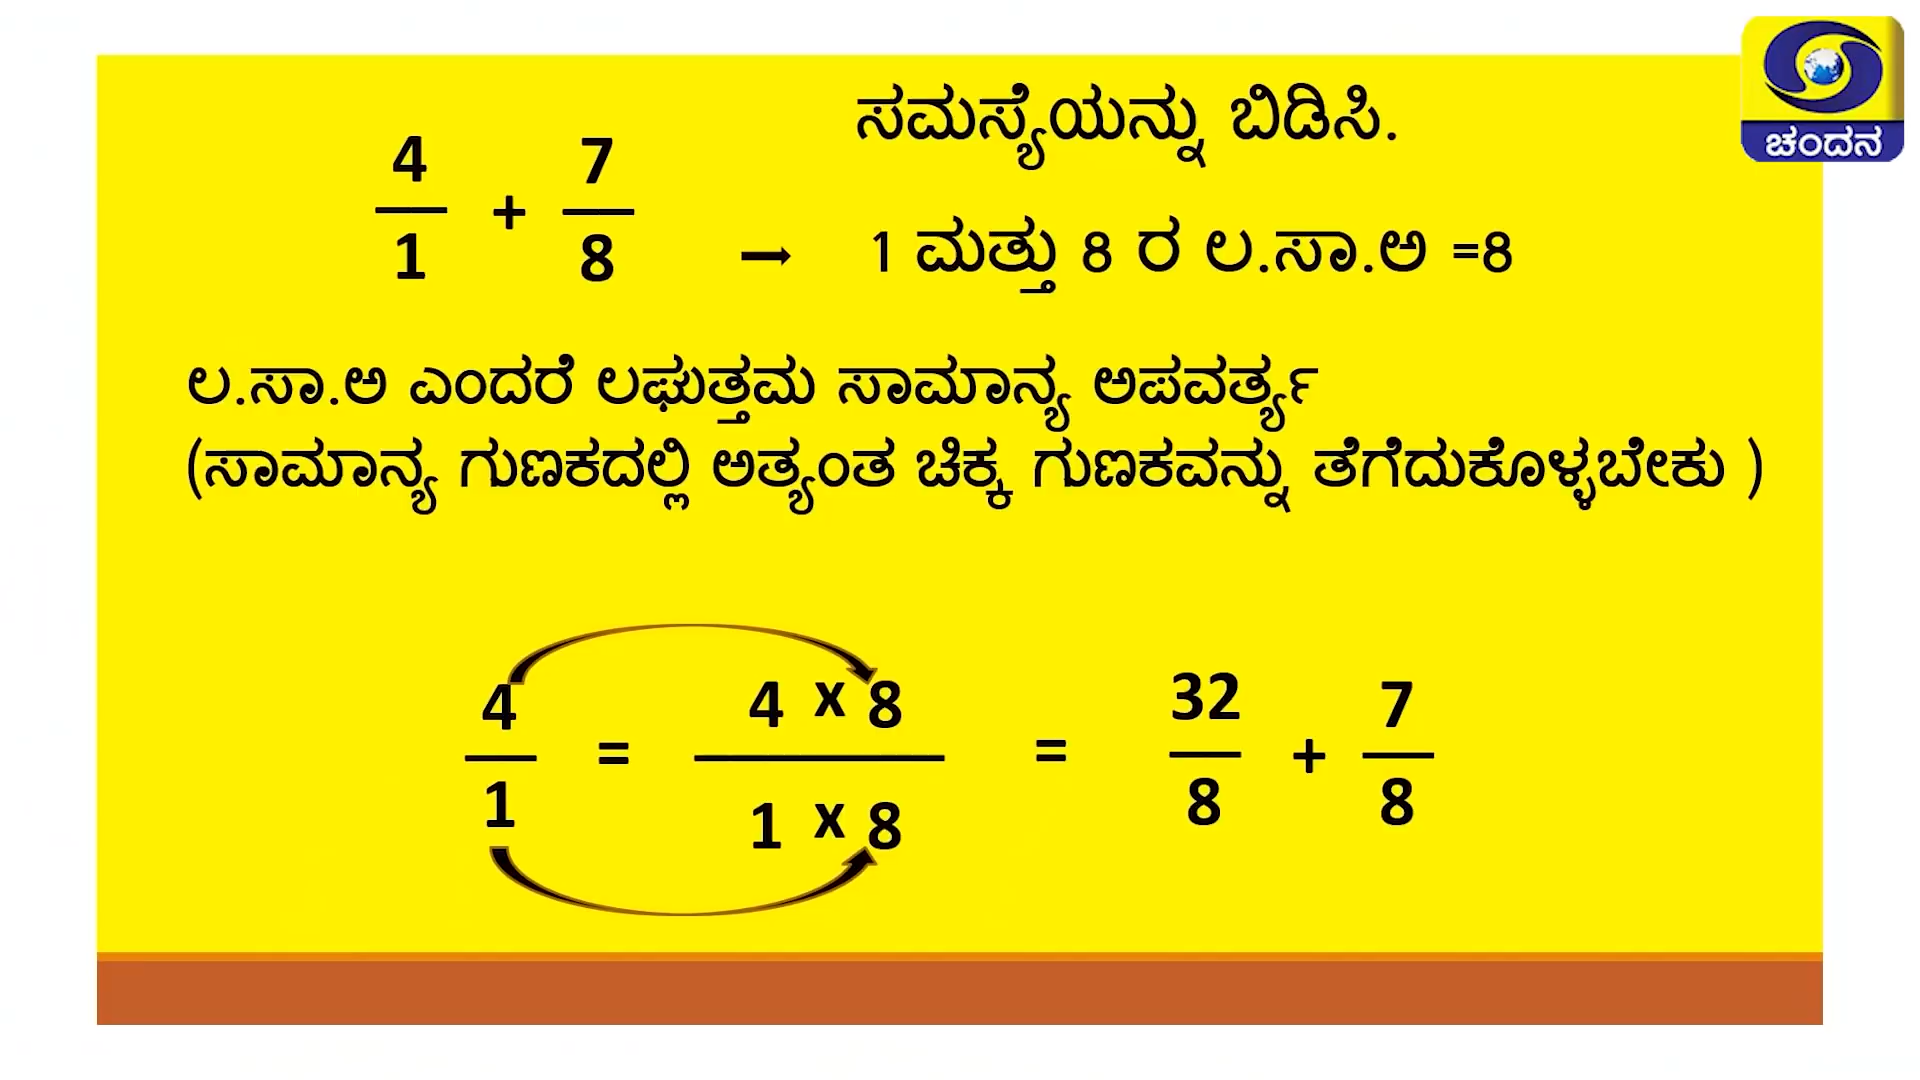 ಚಂದನ
ಸಮಸ್ಯೆಯನ್ನು ಬಿಡಿಸಿ.
4/1 + 7/8 → 1 ಮತ್ತು 8 ರ ಲ.ಸಾ.ಅ =8
ಲ.ಸಾ.ಅ ಎಂದರೆ ಲಘುತ್ತಮ ಸಾಮಾನ್ಯ ಅಪವರ್ತ್ಯ
(ಸಾಮಾನ್ಯ ಗುಣಕದಲ್ಲಿ ಅತ್ಯಂತ ಚಿಕ್ಕ ಗುಣಕವನ್ನು ತೆಗೆದುಕೊಳ್ಳಬೇಕು )
4/1 = 4 x 8 / 1 x 8 = 32/8 + 7/8